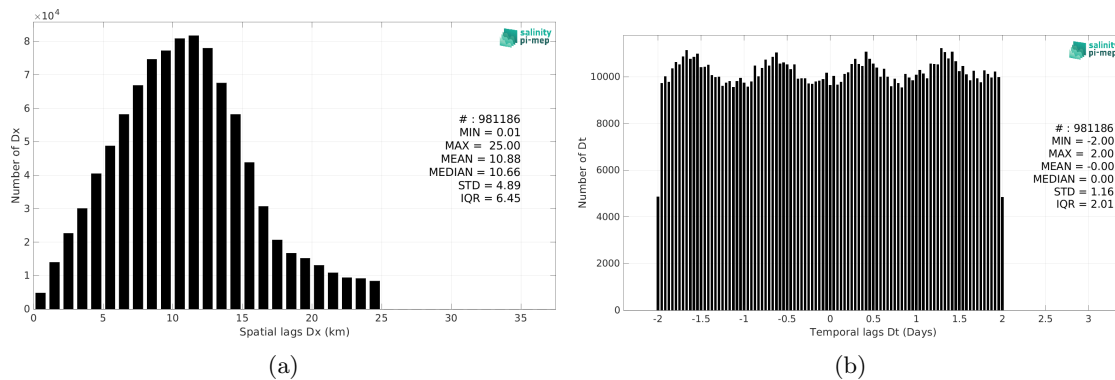 ×10⁴
8
7
6
5
4
3
2
1
0
Number of Dx
salinity
pi-mep
# : 981186
MIN = 0.01
MAX = 25.00
MEAN = 10.88
MEDIAN = 10.66
STD = 4.89
IQR = 6.45
0 5 10 15 20 25 30 35
Spatial lags Dx (km)
(a)
10000
8000
6000
4000
2000
0
Number of Dt
salinity
pi-mep
# : 981186
MIN = -2.00
MAX = 2.00
MEAN = -0.00
MEDIAN = 0.00
STD = 1.16
IQR = 2.01
-2 -1.5 -1 -0.5 0 0.5 1 1.5 2 2.5 3
Temporal lags Dt (Days)
(b)